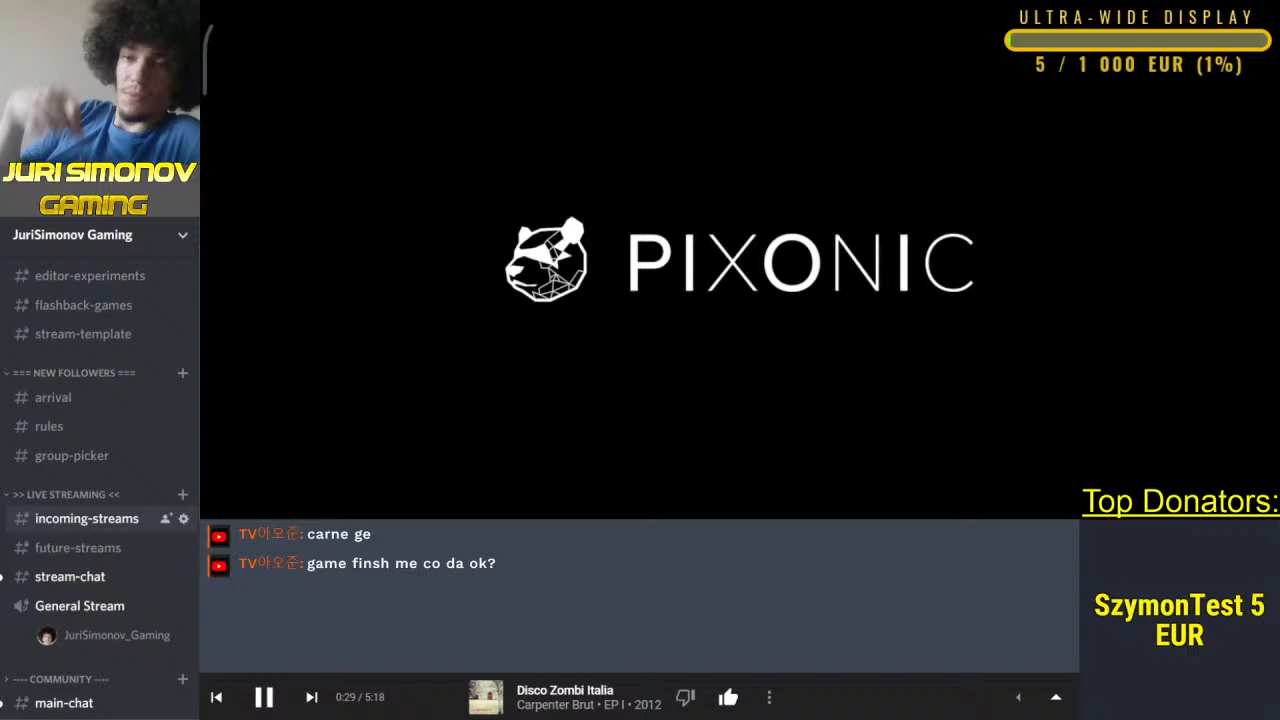 ULTRA-WIDE DISPLAY
5 / 1 000 EUR (1%)
JURI SIMONOV
GAMING
JuriSimonov Gaming
# editor-experiments
# flashback-games
# stream-template
=== NEW FOLLOWERS ===
# arrival
# rules
# group-picker
>> LIVE STREAMING <<
# incoming-streams
# future-streams
# stream-chat
General Stream
JuriSimonov_Gaming
---- COMMUNITY ----
# main-chat
PIXONIC
TV야오준: carne ge
TV야오준: game finsh me co da ok?
Top Donators:
SzymonTest 5
EUR
0:29 / 5:18
Disco Zombi Italia
Carpenter Brut • EP I • 2012